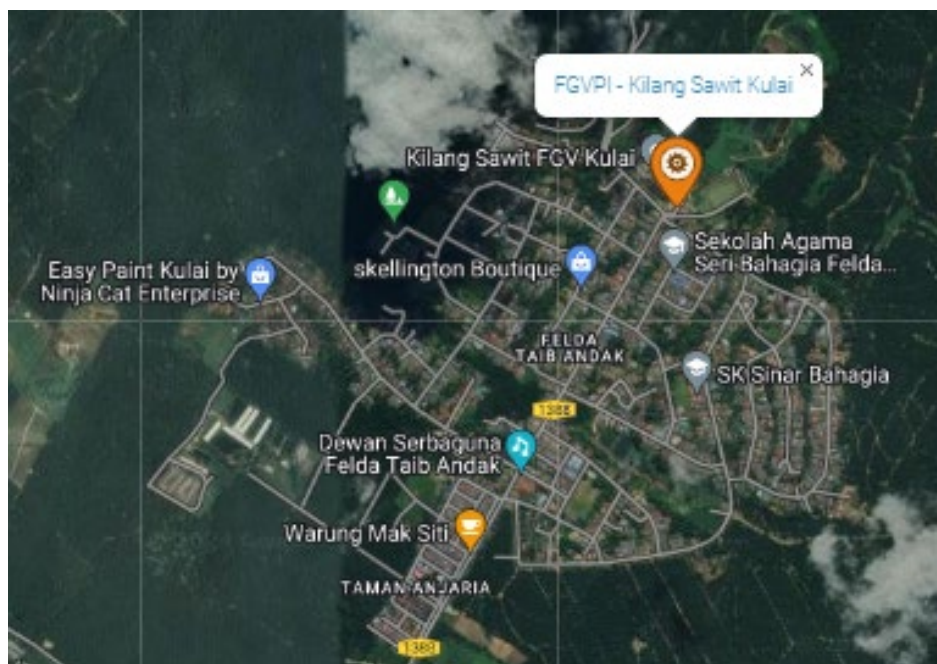 FGVPI - Kilang Sawit Kulai
Kilang Sawit FGV Kulai
Sekolah Agama
Seri Bahagia Felda...
skellington Boutique
Easy Paint Kulai by
Ninja Cat Enterprise
FELDA
TAIB ANDAK
SK Sinar Bahagia
1388
Dewan Serbaguna
Felda Taib Andak
Warung Mak Siti
TAMAN ANJARIA
1388